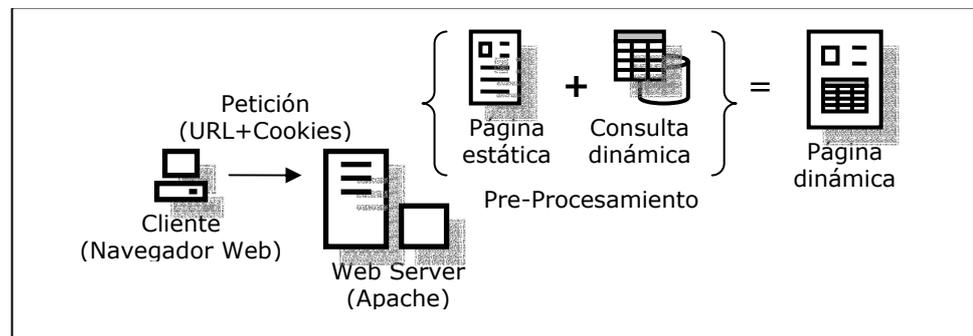 Petición
(URL+Cookies)
Cliente
(Navegador Web)
Web Server
(Apache)
{
Página
estática
+
Consulta
dinámica
}
Pre-Procesamiento
=
Página
dinámica